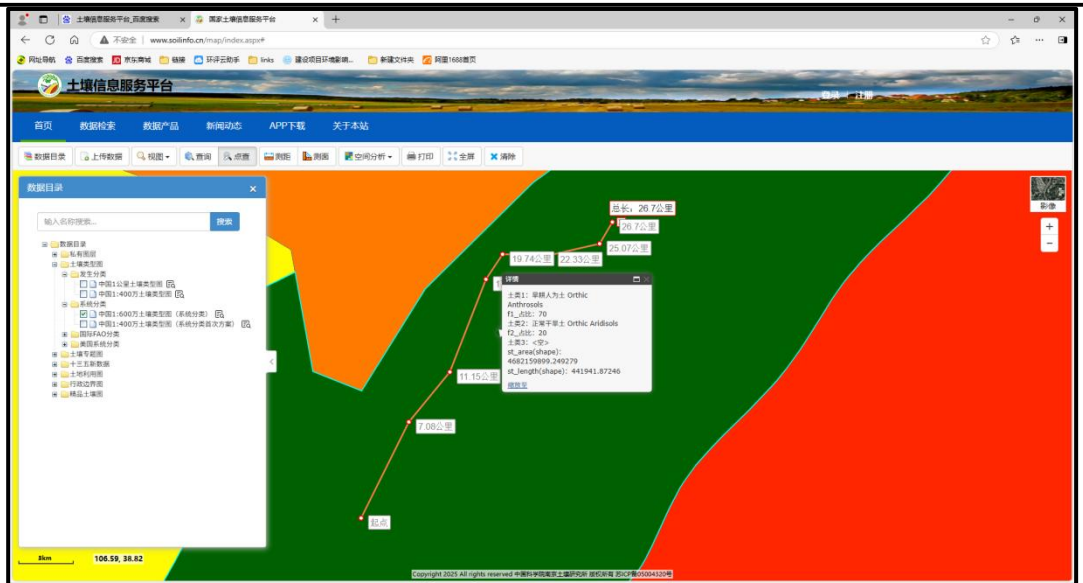 土壤信息服务平台_百度搜索 国家土壤信息服务平台
不安全 www.soilinfo.cn/map/index.aspx#
网址导航 百度搜索 京东商城 链接 环评云助手 links 建设项目环境影响... 新建文件夹 阿里1688首页
土壤信息服务平台
登录 注册
首页 数据检索 数据产品 新闻动态 APP下载 关于本站
数据目录 上传数据 视图 查询 点查 测距 测面 空间分析 打印 全屏 清除
数据目录
输入名称搜索... 搜索
数据目录
私有图层
土壤类型图
发生分类
中国1公里土壤类型图
中国1:400万土壤类型图
系统分类
中国1:600万土壤类型图（系统分类）
中国1:400万土壤类型图（系统分类首次方案）
国际FAO分类
美国系统分类
土壤专题图
十三五新数据
土地利用图
行政边界图
精品土壤图
影像
+
−
总长：26.7公里
26.7公里
25.07公里
19.74公里 22.33公里
详情
土类1：旱耕人为土 Orthic
Anthrosols
f1_占比：70
土类2：正常干旱土 Orthic Aridisols
f2_占比：20
土类3：<空>
st_area(shape):
4682159899.249279
st_length(shape)：441941.87246
缩放至
11.15公里
7.08公里
起点
3km 106.59, 38.82
Copyright 2025 All rights reserved 中国科学院南京土壤研究所 版权所有 苏ICP备05004320号